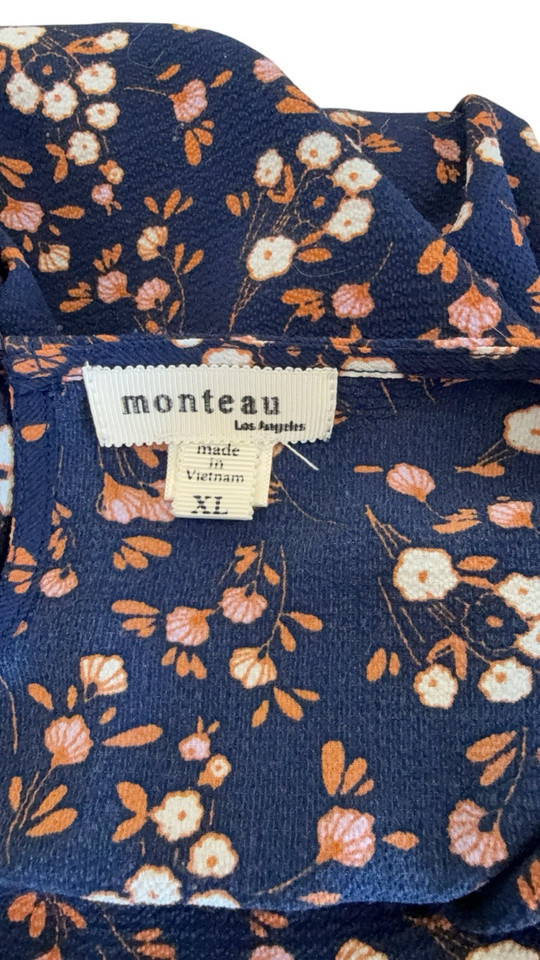 monteau
Los Angeles
made
in
Vietnam
XL